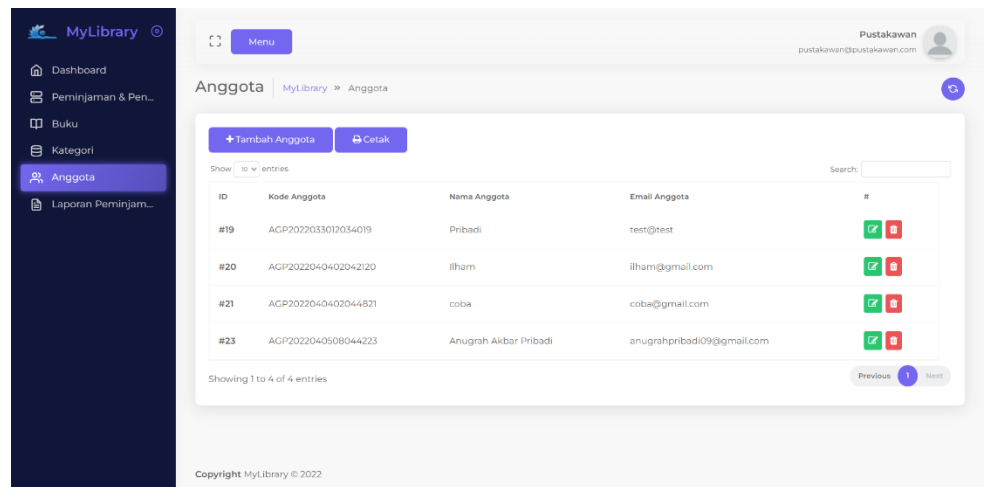 MyLibrary
Dashboard
Peminjaman & Pen...
Buku
Kategori
Anggota
Laporan Peminjam...
Menu
Pustakawan
pustakawan@pustakawan.com
Anggota MyLibrary » Anggota
+Tambah Anggota
Cetak
Show 10 entries
Search:
ID Kode Anggota Nama Anggota Email Anggota #
#19 AGP2022033012034019 Pribadi test@test
#20 AGP2022040402042120 Ilham ilham@gmail.com
#21 AGP2022040402044821 coba coba@gmail.com
#23 AGP2022040508044223 Anugrah Akbar Pribadi anugrahpribadi09@gmail.com
Showing 1 to 4 of 4 entries
Previous 1 Next
Copyright MyLibrary © 2022